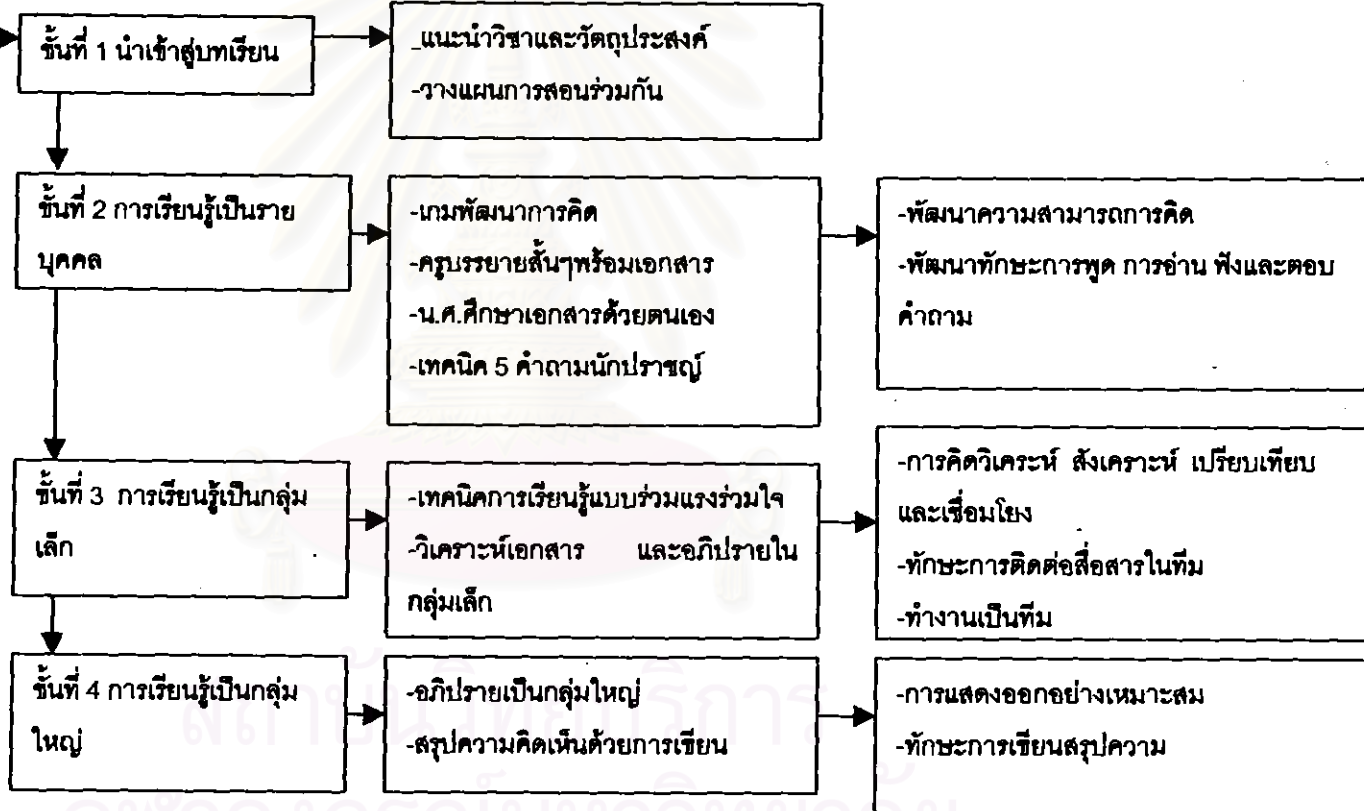 ขั้นที่ 1 นำเข้าสู่บทเรียน
_แนะนำวิชาและวัตถุประสงค์
-วางแผนการสอนร่วมกัน
ขั้นที่ 2 การเรียนรู้เป็นราย
บุคคล
-เกมพัฒนาการคิด
-ครูบรรยายสั้นๆพร้อมเอกสาร
-น.ศ.ศึกษาเอกสารด้วยตนเอง
-เทคนิค 5 คำถามนักปราชญ์
-พัฒนาความสามารถการคิด
-พัฒนาทักษะการพูด การอ่าน ฟังและตอบ
คำถาม
ขั้นที่ 3 การเรียนรู้เป็นกลุ่ม
เล็ก
-เทคนิคการเรียนรู้แบบร่วมแรงร่วมใจ
-วิเคราะห์เอกสาร และอภิปรายใน
กลุ่มเล็ก
-การคิดวิเคระห์ สังเคราะห์ เปรียบเทียบ
และเชื่อมโยง
-ทักษะการติดต่อสื่อสารในทีม
-ทำงานเป็นทีม
ขั้นที่ 4 การเรียนรู้เป็นกลุ่ม
ใหญ่
-อภิปรายเป็นกลุ่มใหญ่
-สรุปความคิดเห็นด้วยการเขียน
-การแสดงออกอย่างเหมาะสม
-ทักษะการเขียนสรุปความ
สถาบันวิทยบริการ